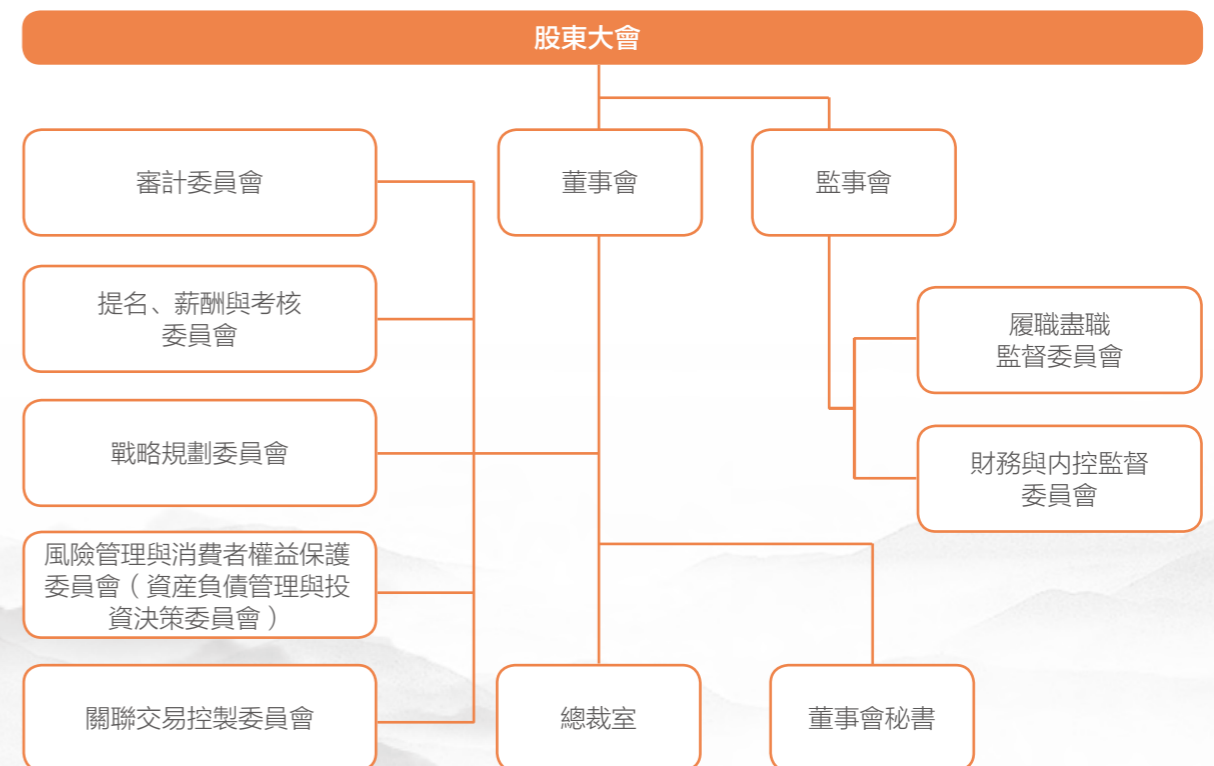 股東大會
審計委員會
董事會
監事會
提名、薪酬與考核
委員會
履職盡職
監督委員會
戰略規劃委員會
財務與内控監督
委員會
風險管理與消費者權益保護
委員會（資産負債管理與投
資決策委員會）
關聯交易控製委員會
總裁室
董事會秘書